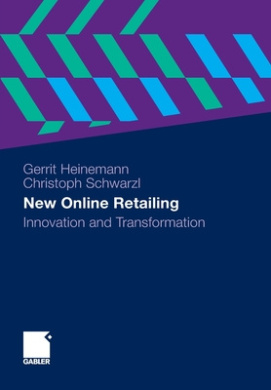 Gerrit Heinemann
Christoph Schwarzl
New Online Retailing
Innovation and Transformation
GABLER